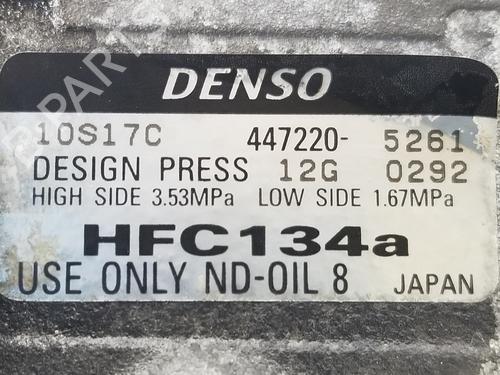 DENSO
10S17C 447220- 5261
DESIGN PRESS 12G 0292
HIGH SIDE 3.53MPa LOW SIDE 1.67MPa
HFC134a
USE ONLY ND-OIL 8 JAPAN